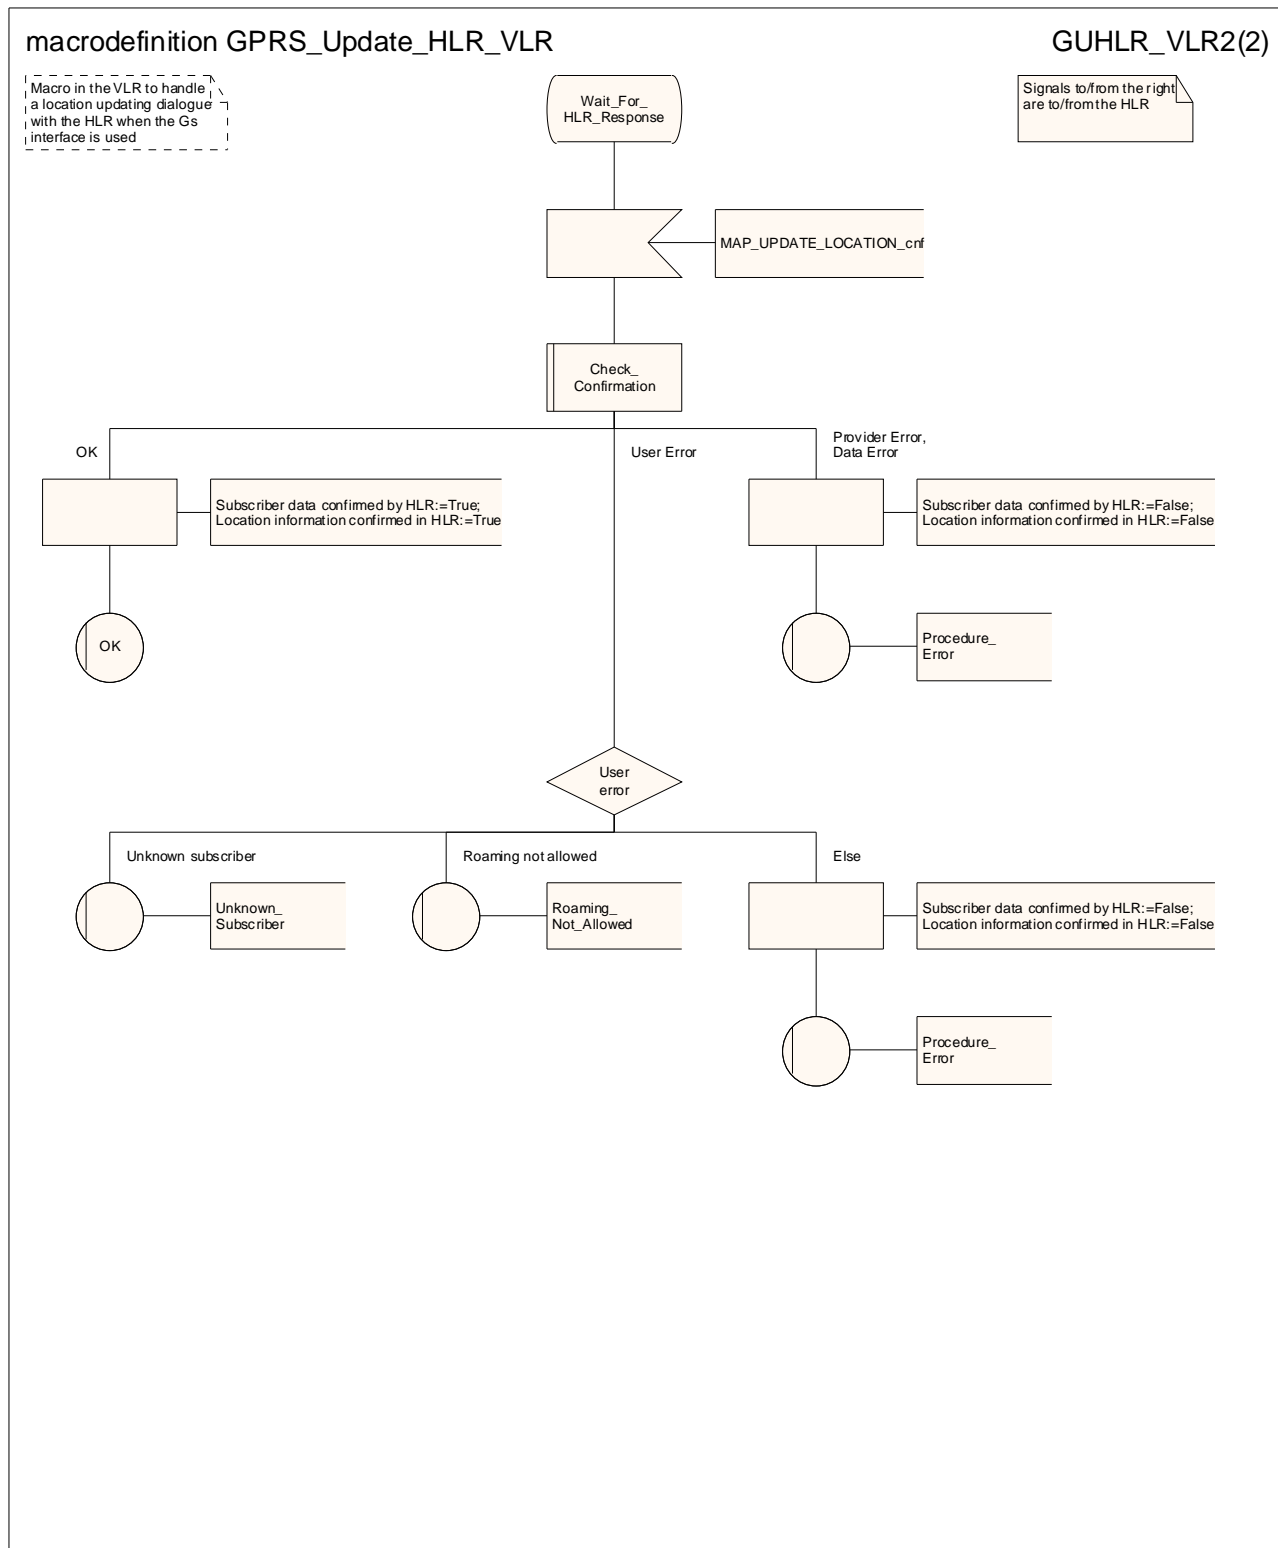 macrodefinition GPRS_Update_HLR_VLR
GUHLR_VLR2(2)
Macro in the VLR to handle
a location updating dialogue
with the HLR when the Gs
interface is used
Wait_For_
HLR_Response
Signals to/from the right
are to/from the HLR
MAP_UPDATE_LOCATION_cnf
Check_
Confirmation
OK
User Error
Provider Error,
Data Error
Subscriber data confirmed by HLR:=True;
Location information confirmed in HLR:=True
Subscriber data confirmed by HLR:=False;
Location information confirmed in HLR:=False
OK
Procedure_
Error
User
error
Unknown subscriber
Roaming not allowed
Else
Unknown_
Subscriber
Roaming_
Not_Allowed
Subscriber data confirmed by HLR:=False;
Location information confirmed in HLR:=False
Procedure_
Error